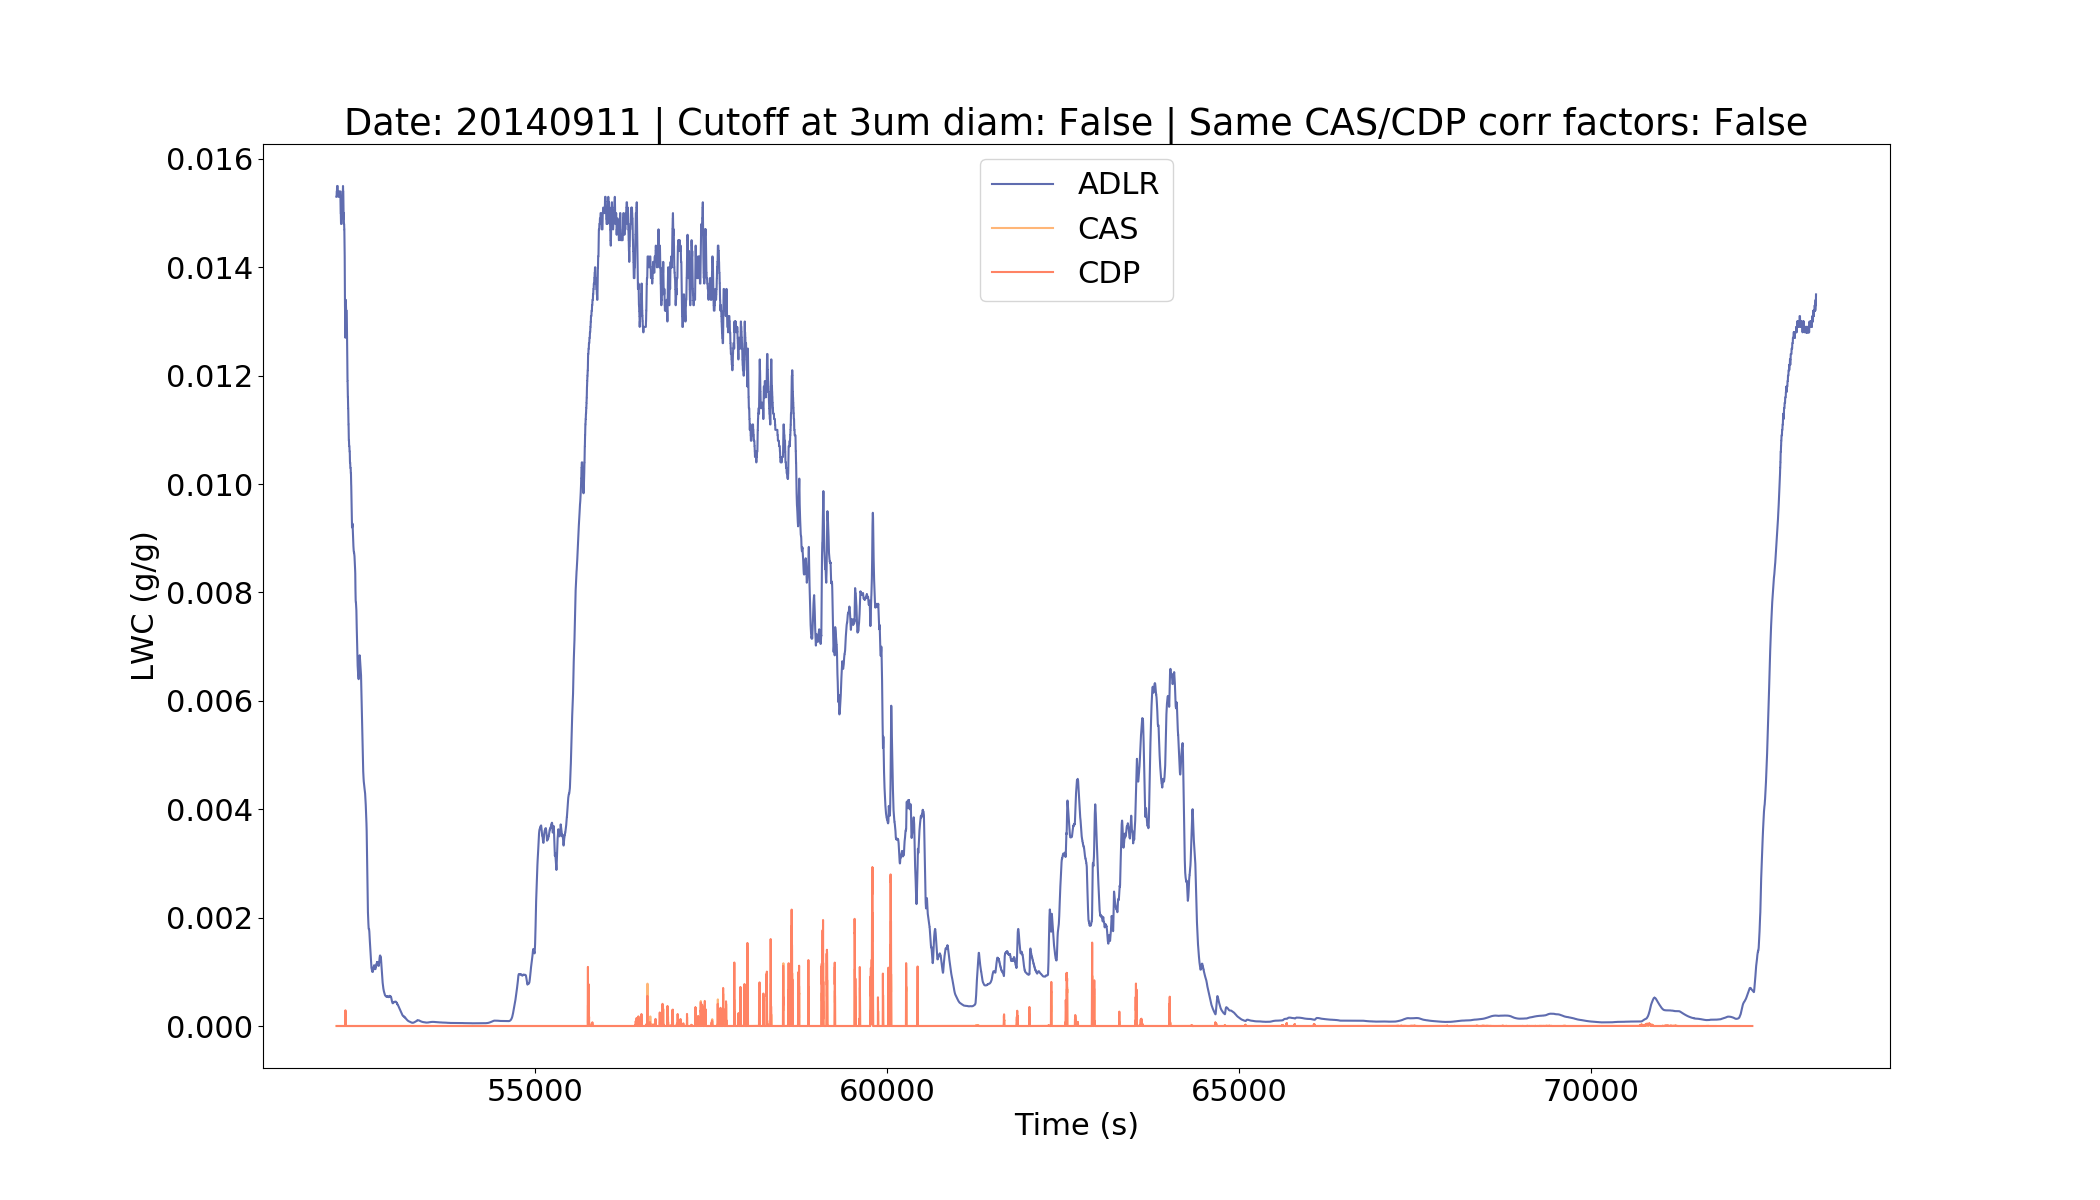 Date: 20140911 | Cutoff at 3um diam: False | Same CAS/CDP corr factors: False
ADLR
CAS
CDP
0.016
0.014
0.012
0.010
0.008
0.006
0.004
0.002
0.000
LWC (g/g)
55000 60000 65000 70000
Time (s)